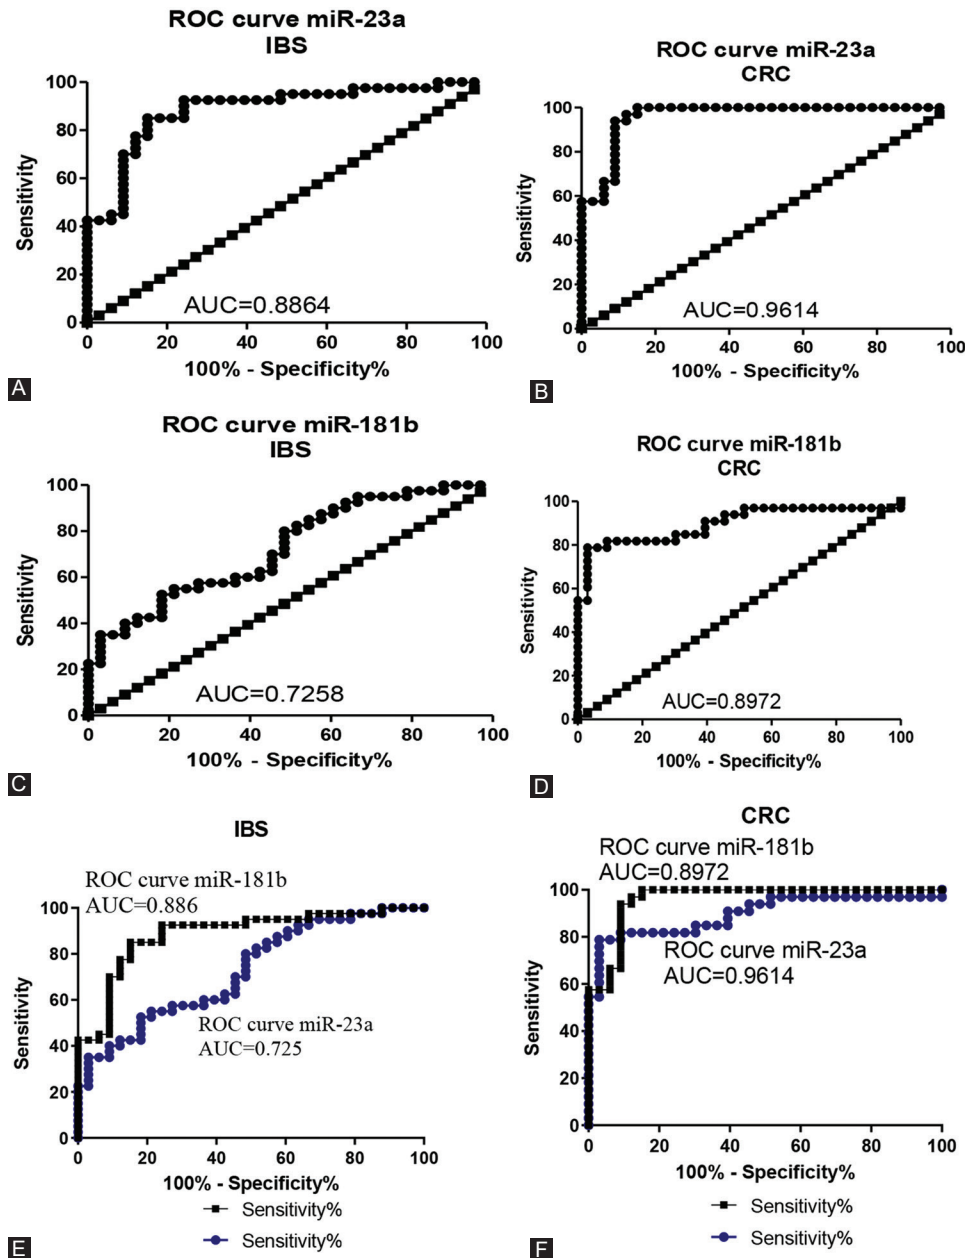 ROC curve miR-23a
IBS
100
80
60
40
20
0
Sensitivity
AUC=0.8864
0 20 40 60 80 100
100% - Specificity%
A
ROC curve miR-23a
CRC
100
80
60
40
20
0
Sensitivity
AUC=0.9614
0 20 40 60 80 100
100% - Specificity%
B
ROC curve miR-181b
IBS
100
80
60
40
20
0
Sensitivity
AUC=0.7258
0 20 40 60 80 100
100% - Specificity%
C
ROC curve miR-181b
CRC
100
80
60
40
20
0
Sensitivity
AUC=0.8972
0 20 40 60 80 100
100% - Specificity%
D
IBS
ROC curve miR-181b
AUC=0.886
100
80
60
40
20
0
Sensitivity
ROC curve miR-23a
AUC=0.725
0 20 40 60 80 100
100% - Specificity%
Sensitivity%
Sensitivity%
E
CRC
ROC curve miR-181b
AUC=0.8972
100
80
60
40
20
0
Sensitivity
ROC curve miR-23a
AUC=0.9614
0 20 40 60 80 100
100% - Specificity%
Sensitivity%
Sensitivity%
F